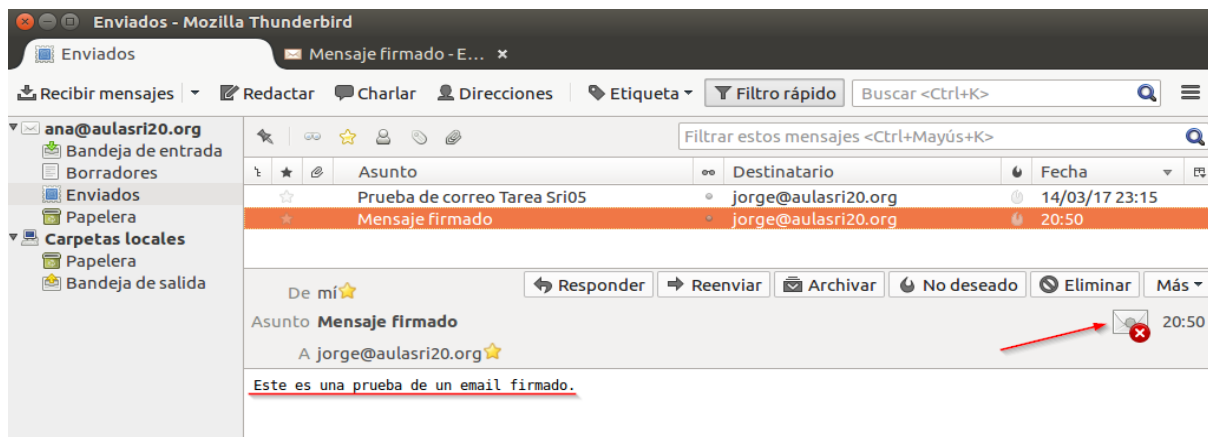 Enviados - Mozilla Thunderbird
Enviados Mensaje firmado - E… ×
Recibir mensajes Redactar Charlar Direcciones Etiqueta Filtro rápido Buscar <Ctrl+K>
ana@aulasri20.org
Bandeja de entrada
Borradores
Enviados
Papelera
Carpetas locales
Papelera
Bandeja de salida
Filtrar estos mensajes <Ctrl+Mayús+K>
Asunto Destinatario Fecha
Prueba de correo Tarea Sri05 jorge@aulasri20.org 14/03/17 23:15
Mensaje firmado jorge@aulasri20.org 20:50
De mí Responder Reenviar Archivar No deseado Eliminar Más
Asunto Mensaje firmado 20:50
A jorge@aulasri20.org
Este es una prueba de un email firmado.